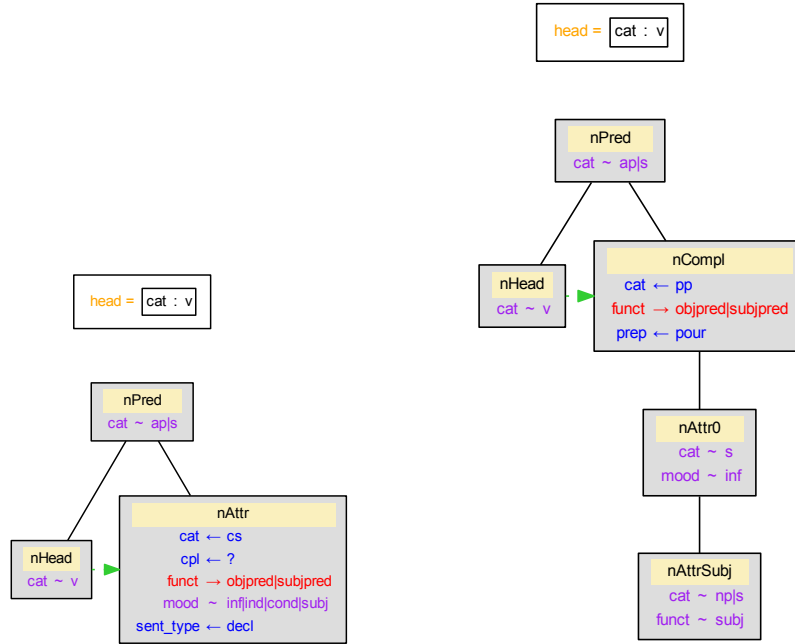 head = cat : v
nPred
cat ~ ap|s
nHead
cat ~ v
nAttr
cat ← cs
cpl ← ?
funct → objpred|subjpred
mood ~ inf|ind|cond|subj
sent_type ← decl
head = cat : v
nPred
cat ~ ap|s
nHead
cat ~ v
nCompl
cat ← pp
funct → objpred|subjpred
prep ← pour
nAttr0
cat ~ s
mood ~ inf
nAttrSubj
cat ~ np|s
funct ~ subj